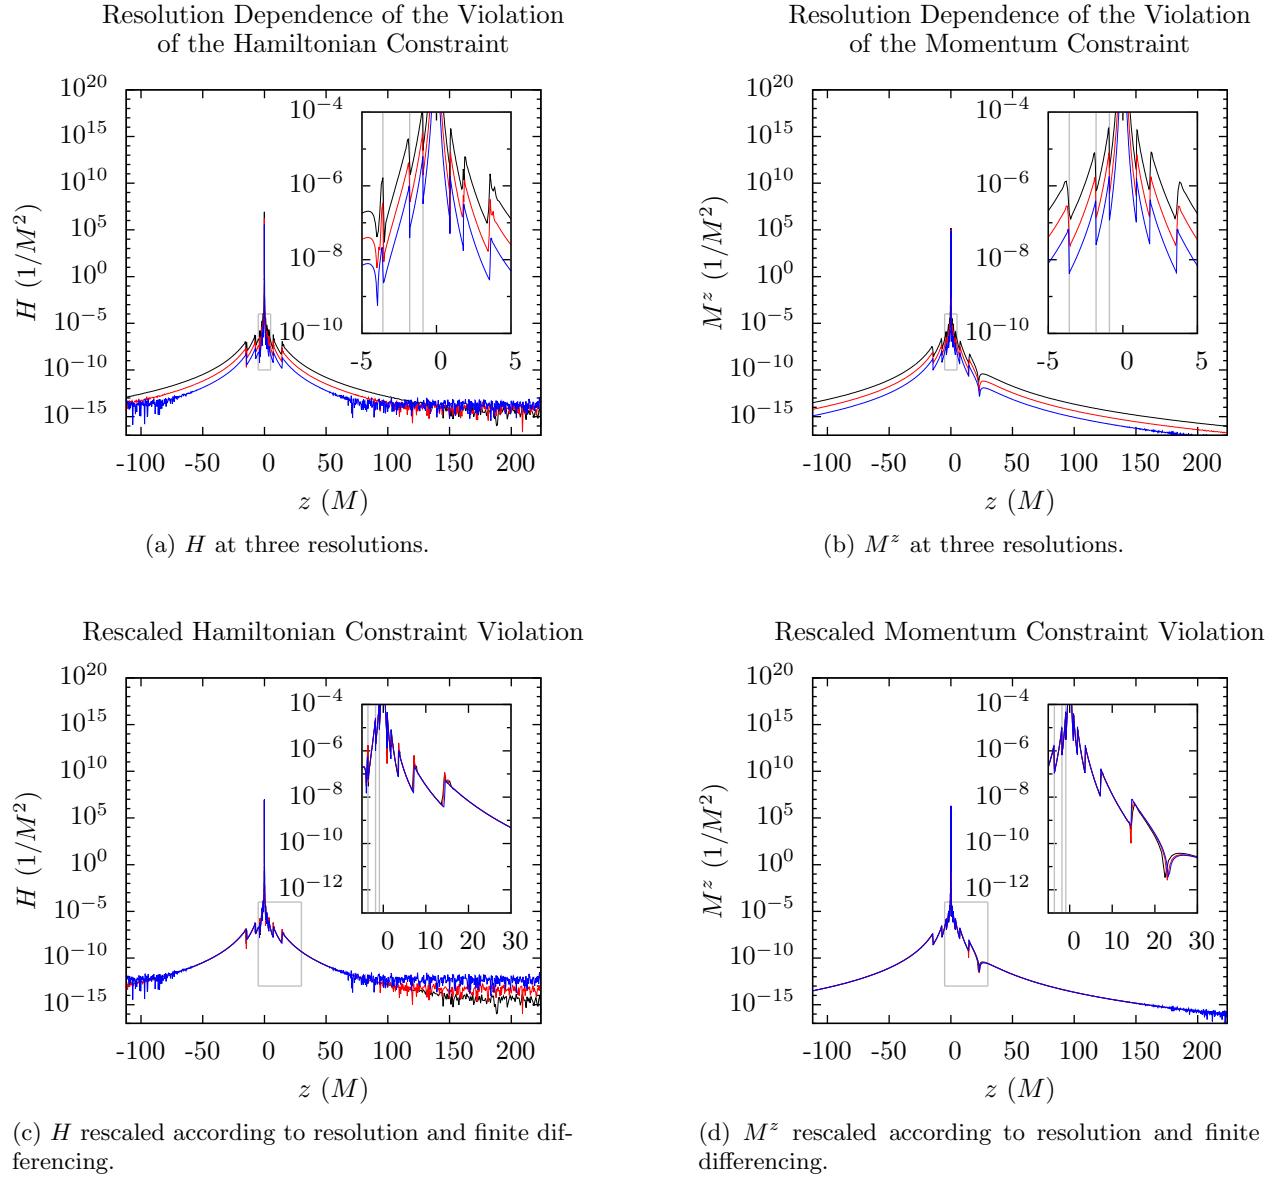 Resolution Dependence of the Violation
of the Hamiltonian Constraint
10^20
10^15
10^10
10^5
10^0
10^-5
10^-10
10^-15
H (1/M^2)
10^-4
10^-6
10^-8
10^-10
-5 0 5
-100 -50 0 50 100 150 200
z (M)
(a) H at three resolutions.
Resolution Dependence of the Violation
of the Momentum Constraint
10^20
10^15
10^10
10^5
10^0
10^-5
10^-10
10^-15
M^z (1/M^2)
10^-4
10^-6
10^-8
10^-10
-5 0 5
-100 -50 0 50 100 150 200
z (M)
(b) M^z at three resolutions.
Rescaled Hamiltonian Constraint Violation
10^20
10^15
10^10
10^5
10^0
10^-5
10^-10
10^-15
H (1/M^2)
10^-4
10^-6
10^-8
10^-10
10^-12
0 10 20 30
-100 -50 0 50 100 150 200
z (M)
(c) H rescaled according to resolution and finite dif-
ferencing.
Rescaled Momentum Constraint Violation
10^20
10^15
10^10
10^5
10^0
10^-5
10^-10
10^-15
M^z (1/M^2)
10^-4
10^-6
10^-8
10^-10
10^-12
0 10 20 30
-100 -50 0 50 100 150 200
z (M)
(d) M^z rescaled according to resolution and finite
differencing.